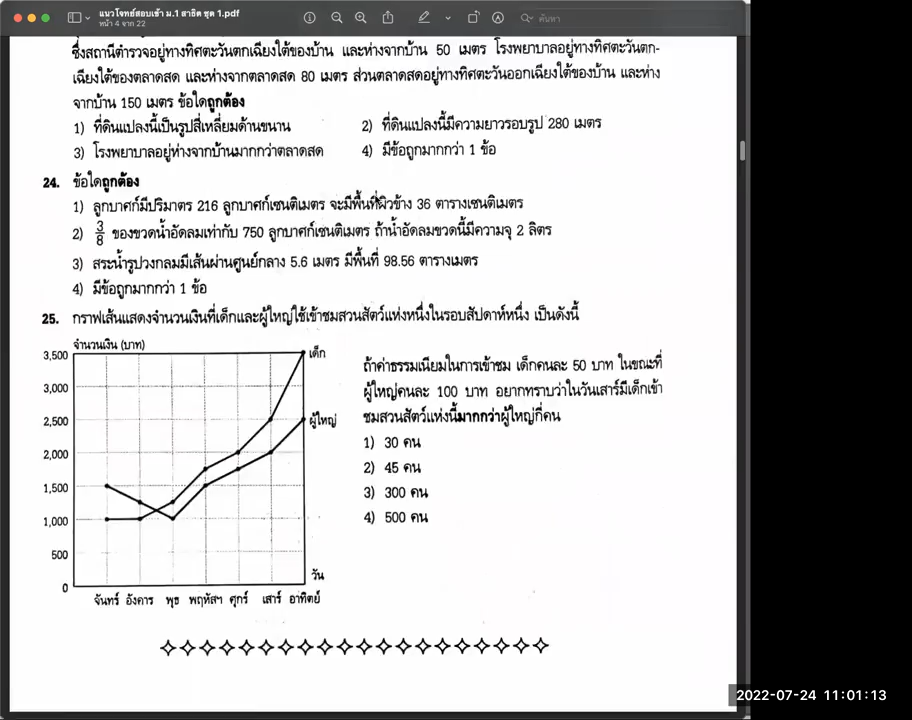 แนวโจทย์สอบเข้า ม.1 สาธิต ชุด 1.pdf
หน้า 4 จาก 22
ค้นหา
ซึ่งสถานีตำรวจอยู่ทางทิศตะวันตกเฉียงใต้ของบ้าน และห่างจากบ้าน 50 เมตร โรงพยาบาลอยู่ทางทิศตะวันตก-
เฉียงใต้ของตลาดสด และห่างจากตลาดสด 80 เมตร ส่วนตลาดสดอยู่ทางทิศตะวันออกเฉียงใต้ของบ้าน และห่าง
จากบ้าน 150 เมตร ข้อใดถูกต้อง
1) ที่ดินแปลงนี้เป็นรูปสี่เหลี่ยมด้านขนาน 2) ที่ดินแปลงนี้มีความยาวรอบรูป 280 เมตร
3) โรงพยาบาลอยู่ห่างจากบ้านมากกว่าตลาดสด 4) มีข้อถูกมากกว่า 1 ข้อ
24. ข้อใดถูกต้อง
1) ลูกบาศก์มีปริมาตร 216 ลูกบาศก์เซนติเมตร จะมีพื้นที่ผิวข้าง 36 ตารางเซนติเมตร
2) 3/8 ของขวดน้ำอัดลมเท่ากับ 750 ลูกบาศก์เซนติเมตร ถ้าน้ำอัดลมขวดนี้มีความจุ 2 ลิตร
3) สระน้ำรูปวงกลมมีเส้นผ่านศูนย์กลาง 5.6 เมตร มีพื้นที่ 98.56 ตารางเมตร
4) มีข้อถูกมากกว่า 1 ข้อ
25. กราฟเส้นแสดงจำนวนเงินที่เด็กและผู้ใหญ่ใช้เข้าชมสวนสัตว์แห่งหนึ่งในรอบสัปดาห์หนึ่ง เป็นดังนี้
จำนวนเงิน (บาท)
3,500
3,000
2,500
2,000
1,500
1,000
500
0
เด็ก
ผู้ใหญ่
วัน
จันทร์ อังคาร พุธ พฤหัสฯ ศุกร์ เสาร์ อาทิตย์
ถ้าค่าธรรมเนียมในการเข้าชม เด็กคนละ 50 บาท ในขณะที่
ผู้ใหญ่คนละ 100 บาท อยากทราบว่าในวันเสาร์มีเด็กเข้า
ชมสวนสัตว์แห่งนี้มากกว่าผู้ใหญ่กี่คน
1) 30 คน
2) 45 คน
3) 300 คน
4) 500 คน
2022-07-24 11:01:13